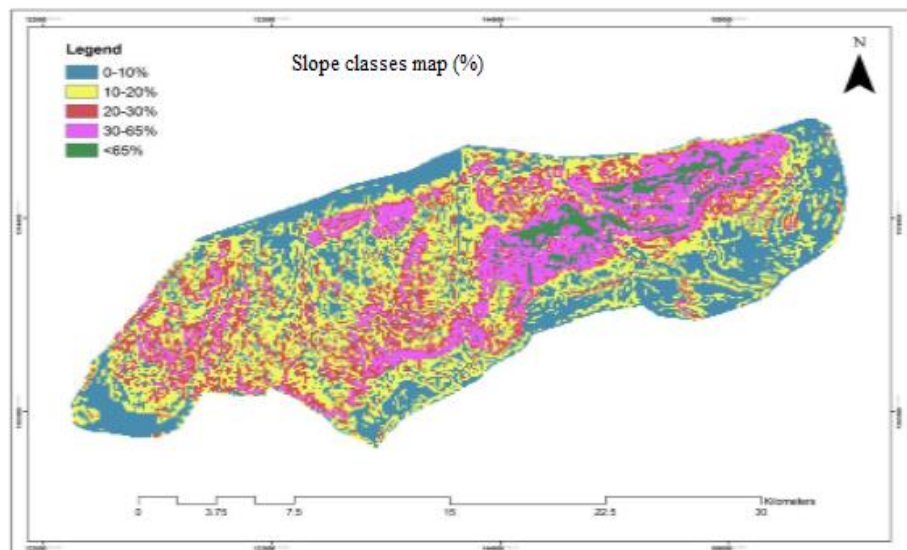 Legend
Slope classes map (%)
N
0-10%
10-20%
20-30%
30-65%
<65%
Kilometers
0 3.75 7.5 15 22.5 30